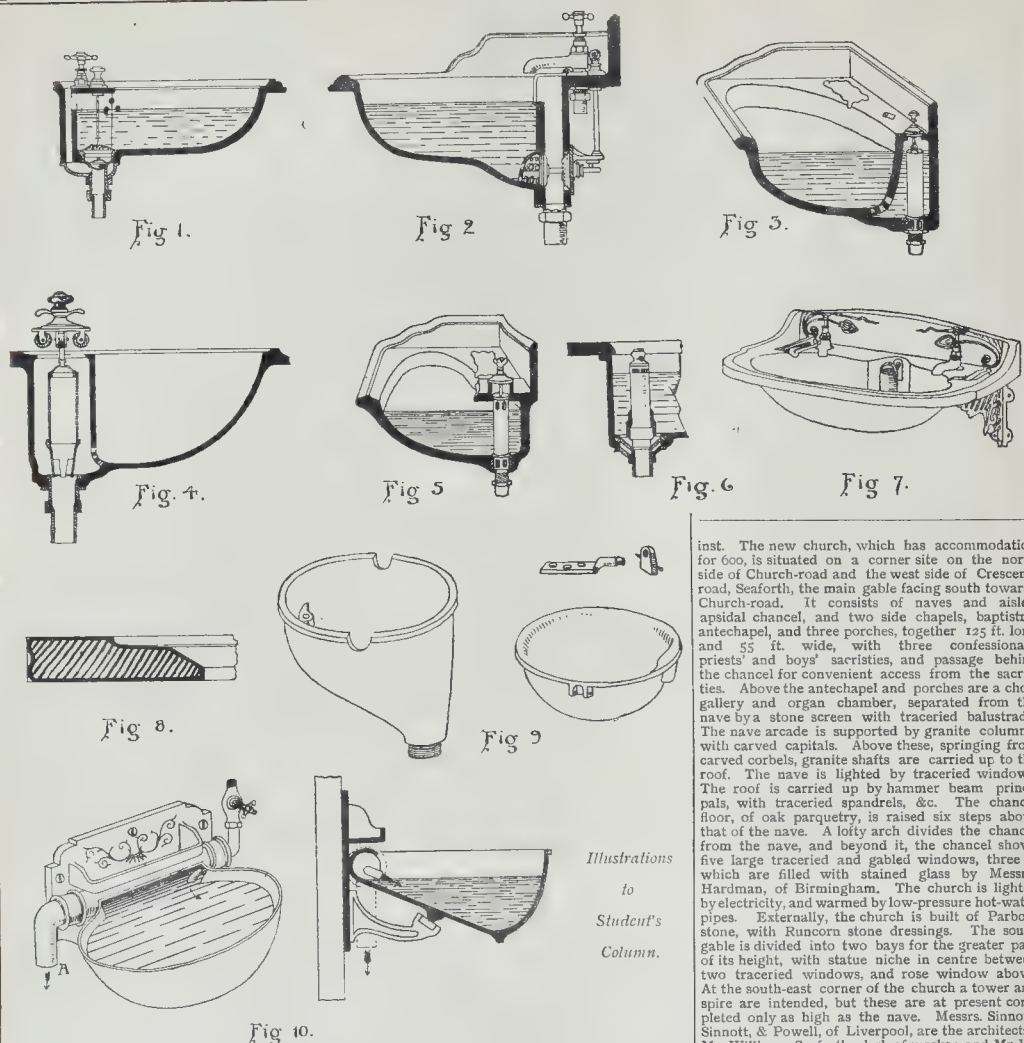 Fig 1.
Fig 2
Fig 3.
Fig. 4.
Fig 5
Fig. 6
Fig 7.
Fig 8.
Fig 9
A
Fig 10.
Illustrations
to
Student's
Column.
inst. The new church, which has accommodatio
for 600, is situated on a corner site on the nor
side of Church-road and the west side of Crescen
road, Seaforth, the main gable facing south towar
Church-road. It consists of naves and aisle
apsidal chancel, and two side chapels, baptistr
antechapel, and three porches, together 125 ft. lon
and 55 ft. wide, with three confessiona
priests' and boys' sacristies, and passage behin
the chancel for convenient access from the sacr
ties. Above the antechapel and porches are a cho
gallery and organ chamber, separated from t
nave by a stone screen with traceried balustrad
The nave arcade is supported by granite column
with carved capitals. Above these, springing fro
carved corbels, granite shafts are carried up to t
roof. The nave is lighted by traceried window
The roof is carried up by hammer beam princ
pals, with traceried spandrels, &c. The chanc
floor, of oak parquetry, is raised six steps abo
that of the nave. A lofty arch divides the chanc
from the nave, and beyond it, the chancel show
five large traceried and gabled windows, three
which are filled with stained glass by Messr
Hardman, of Birmingham. The church is light
by electricity, and warmed by low-pressure hot-wat
pipes. Externally, the church is built of Parbo
stone, with Runcorn stone dressings. The sou
gable is divided into two bays for the greater pa
of its height, with statue niche in centre betwe
two traceried windows, and rose window abov
At the south-east corner of the church a tower an
spire are intended, but these are at present com
pleted only as high as the nave. Messrs. Sinno
Sinnott, & Powell, of Liverpool, are the architect